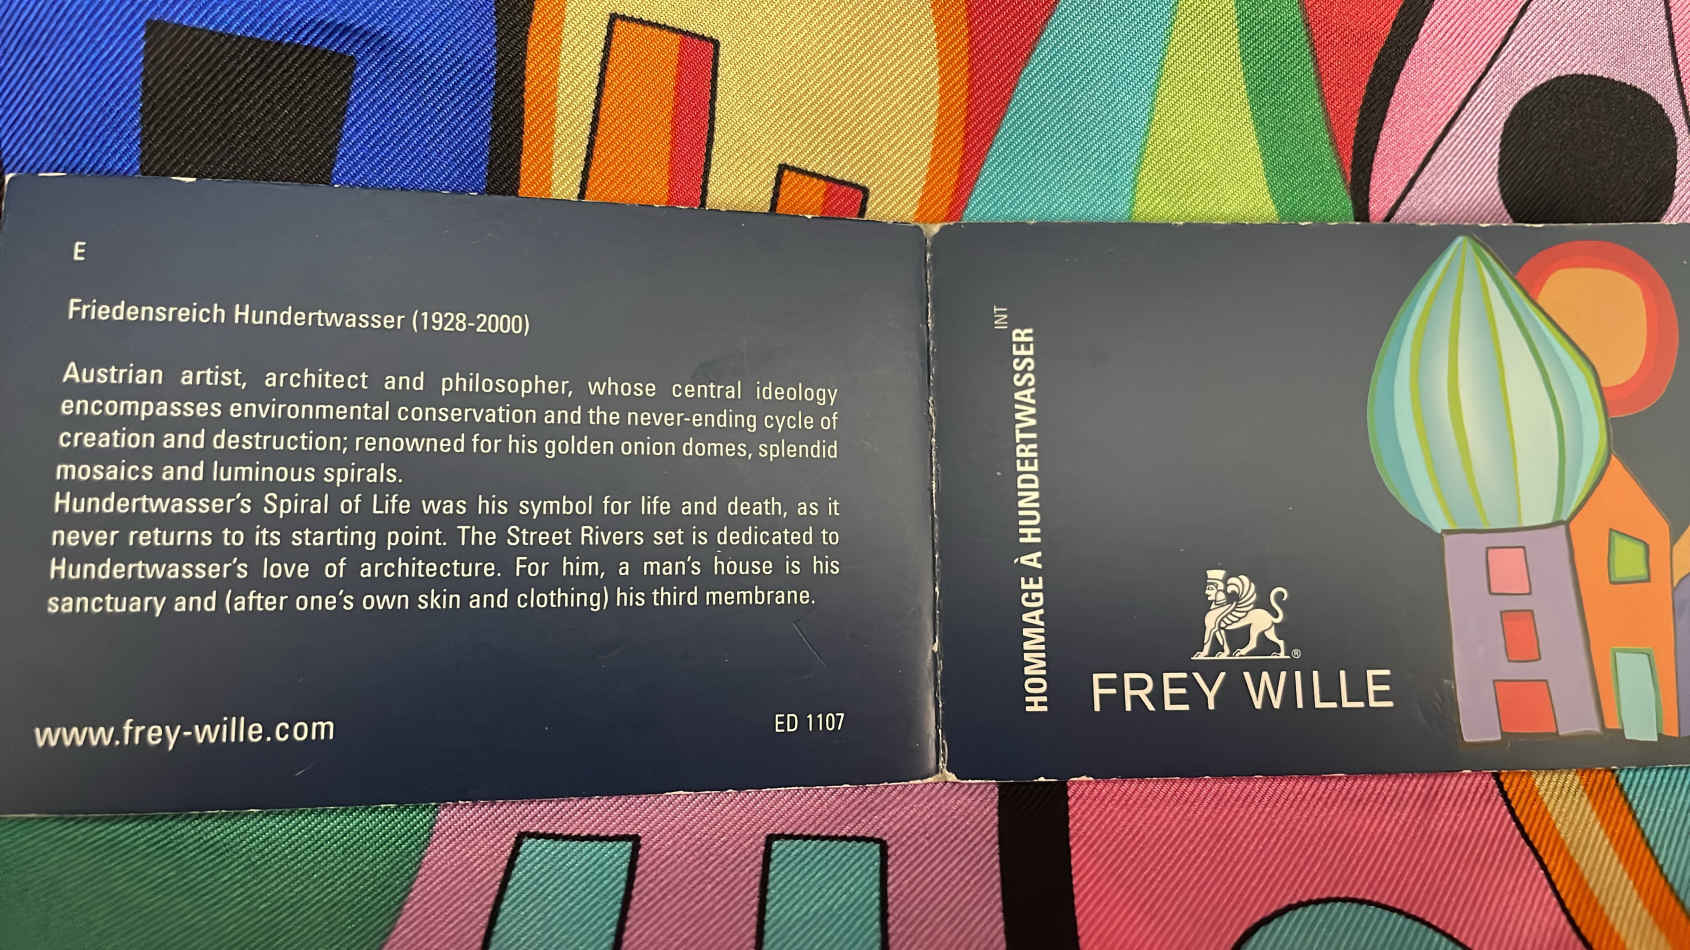 E
Friedensreich Hundertwasser (1928-2000)
Austrian artist, architect and philosopher, whose central ideology
encompasses environmental conservation and the never-ending cycle of
creation and destruction; renowned for his golden onion domes, splendid
mosaics and luminous spirals.
Hundertwasser's Spiral of Life was his symbol for life and death, as it
never returns to its starting point. The Street Rivers set is dedicated to
Hundertwasser's love of architecture. For him, a man's house is his
sanctuary and (after one's own skin and clothing) his third membrane.
www.frey-wille.com
ED 1107
INT
HOMMAGE À HUNDERTWASSER
®
FREY WILLE